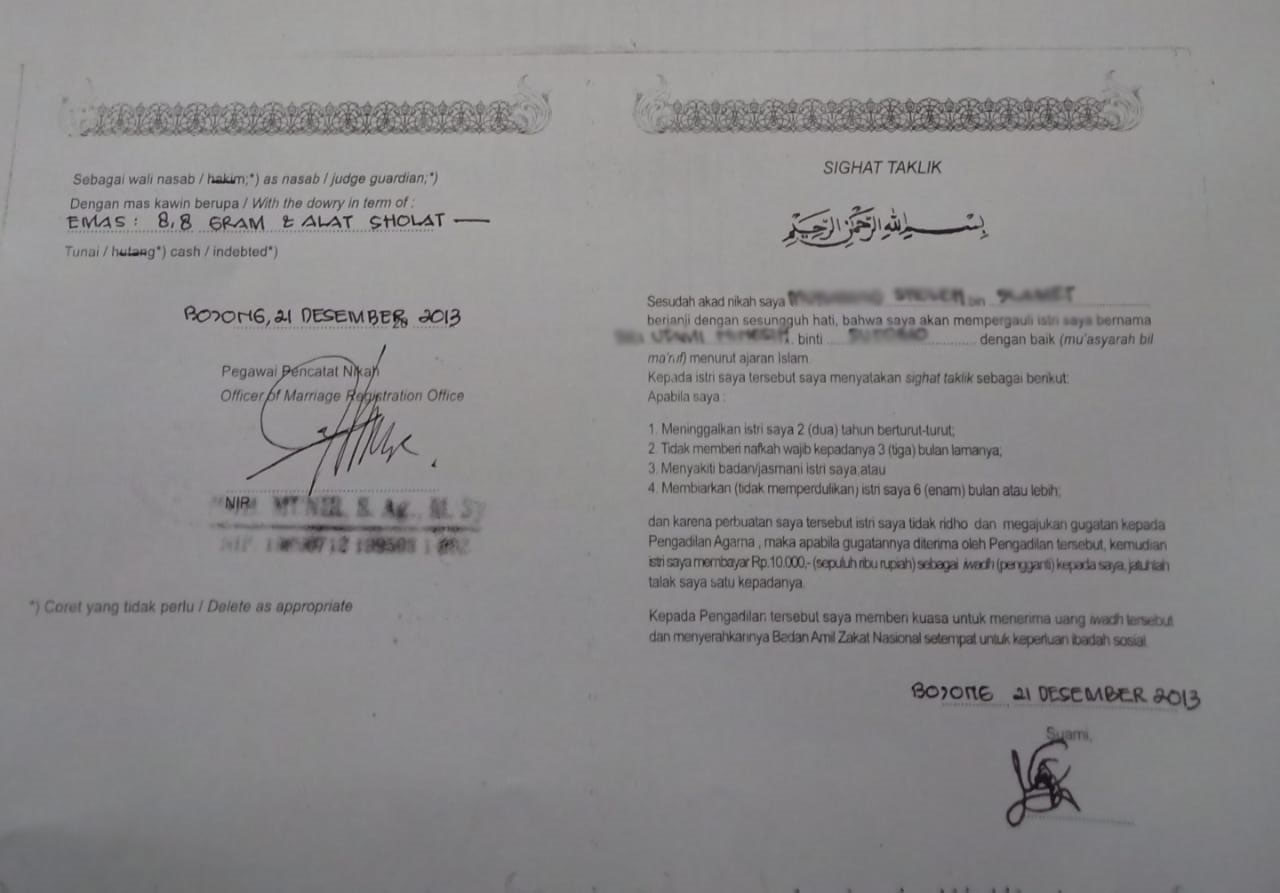 Sebagai wali nasab / hakim;*) as nasab / judge guardian;*)
Dengan mas kawin berupa / With the dowry in term of :
EMAS : 8,8 GRAM & ALAT SHOLAT —
Tunai / hutang*) cash / indebted*)
BOJONG, 21 DESEMBER 2013
20
Pegawai Pencatat Nikah
Officer of Marriage Registration Office
NIP.
*) Coret yang tidak perlu / Delete as appropriate
SIGHAT TAKLIK
بِسْمِ اللهِ الرَّحْمٰنِ الرَّحِيْمِ
Sesudah akad nikah saya bin
berjanji dengan sesungguh hati, bahwa saya akan mempergauli istri saya bernama
binti dengan baik (mu'asyarah bil
ma'ruf) menurut ajaran Islam.
Kepada istri saya tersebut saya menyatakan sighat taklik sebagai berikut:
Apabila saya :
1. Meninggalkan istri saya 2 (dua) tahun berturut-turut;
2. Tidak memberi nafkah wajib kepadanya 3 (tiga) bulan lamanya;
3. Menyakiti badan/jasmani istri saya,atau
4. Membiarkan (tidak memperdulikan) istri saya 6 (enam) bulan atau lebih;
dan karena perbuatan saya tersebut istri saya tidak ridho dan megajukan gugatan kepada
Pengadilan Agama , maka apabila gugatannya diterima oleh Pengadilan tersebut, kemudian
istri saya membayar Rp.10.000,- (sepuluh ribu rupiah) sebagai iwadh (pengganti) kepada saya, jatuhlah
talak saya satu kepadanya.
Kepada Pengadilan tersebut saya memberi kuasa untuk menerima uang iwadh tersebut
dan menyerahkannya Badan Amil Zakat Nasional setempat untuk keperluan ibadah sosial.
BOJONG 21 DESEMBER 2013
Suami,